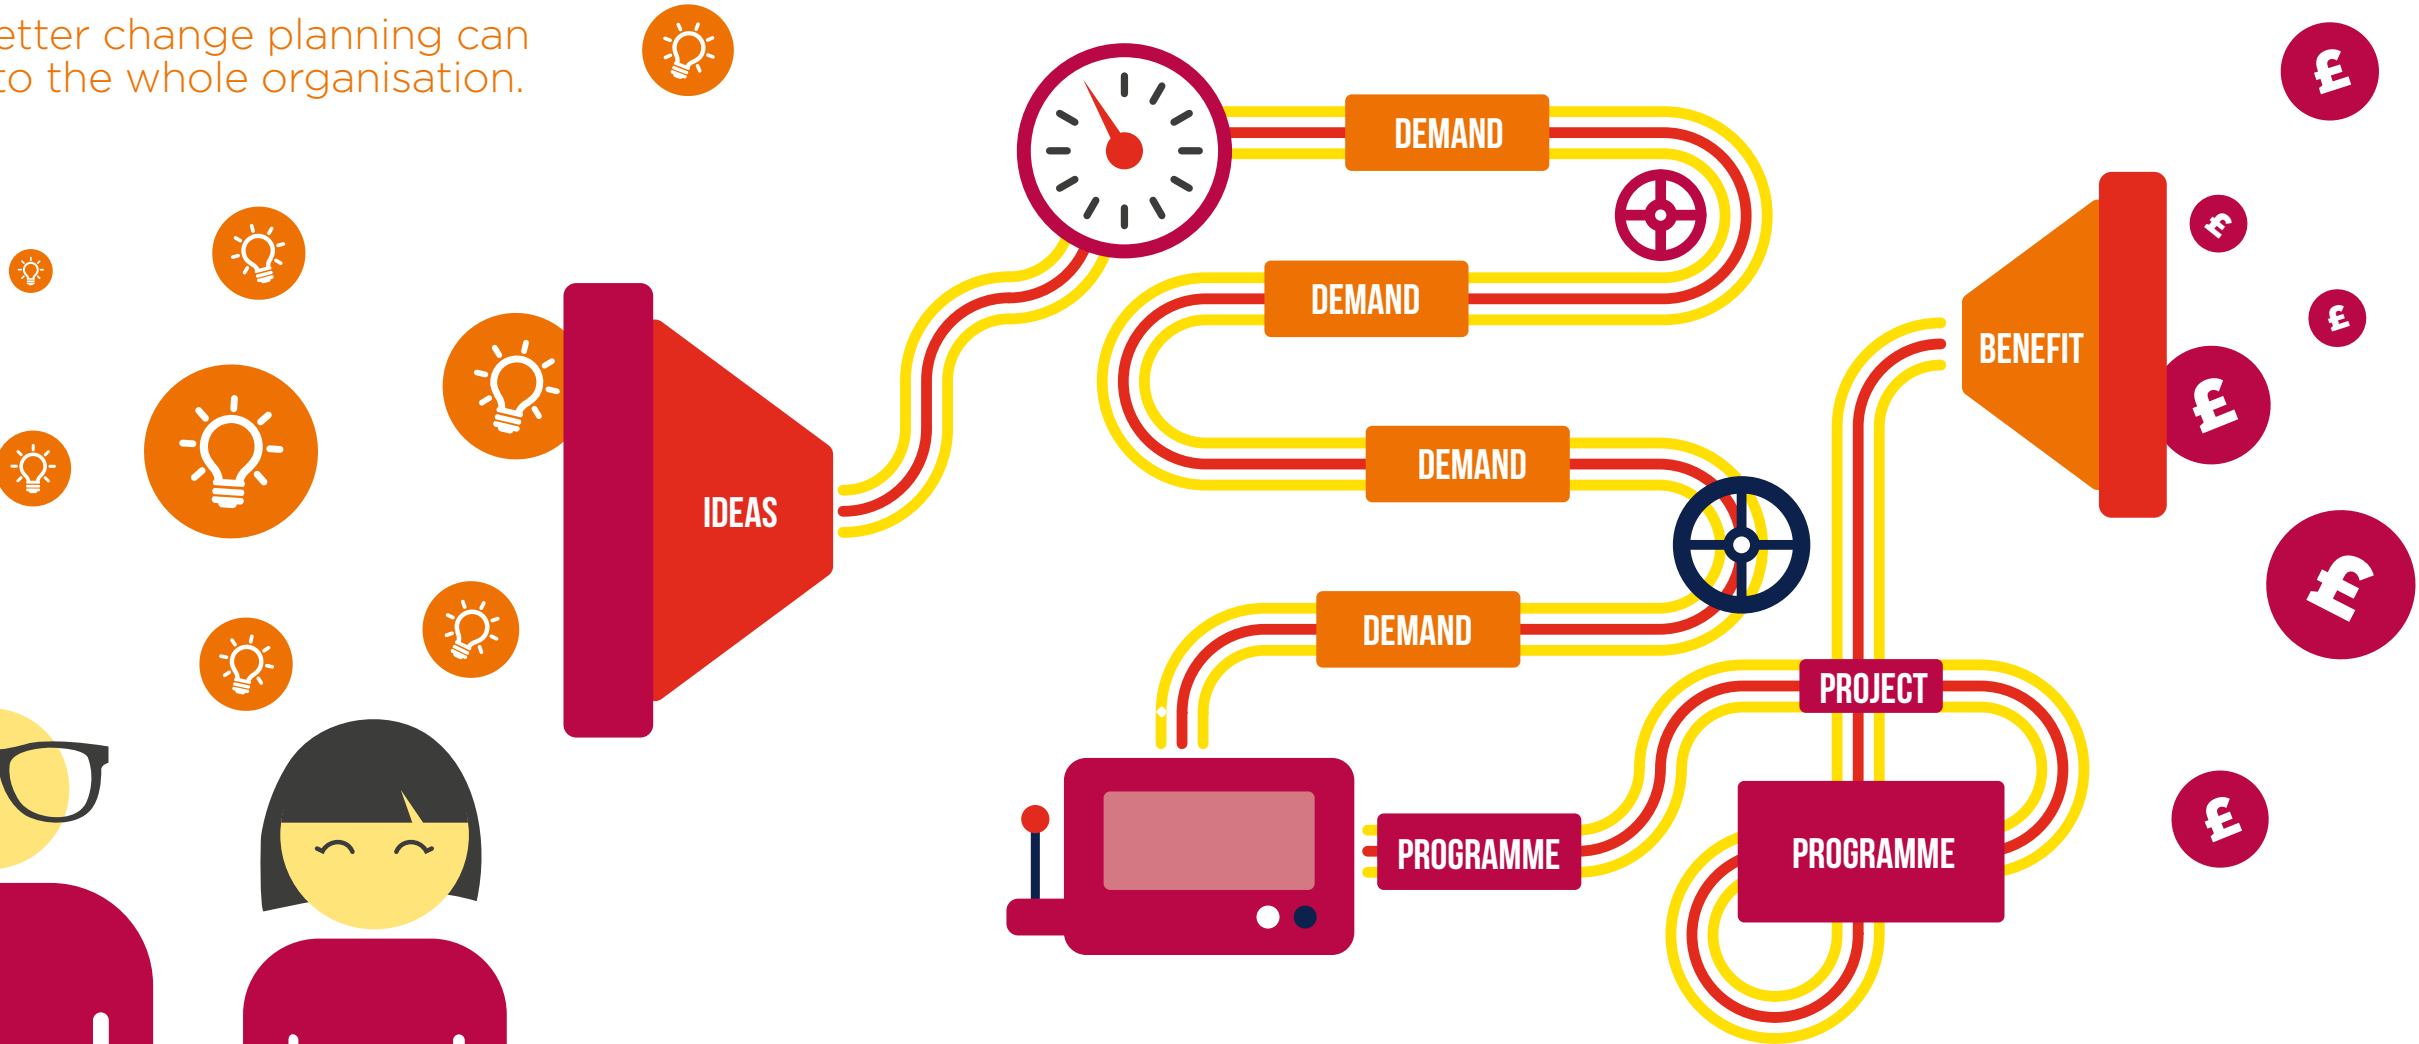 etter change planning can
to the whole organisation.
DEMAND
DEMAND
BENEFIT
DEMAND
IDEAS
DEMAND
PROJECT
PROGRAMME
PROGRAMME
£
£
£
£
£
£